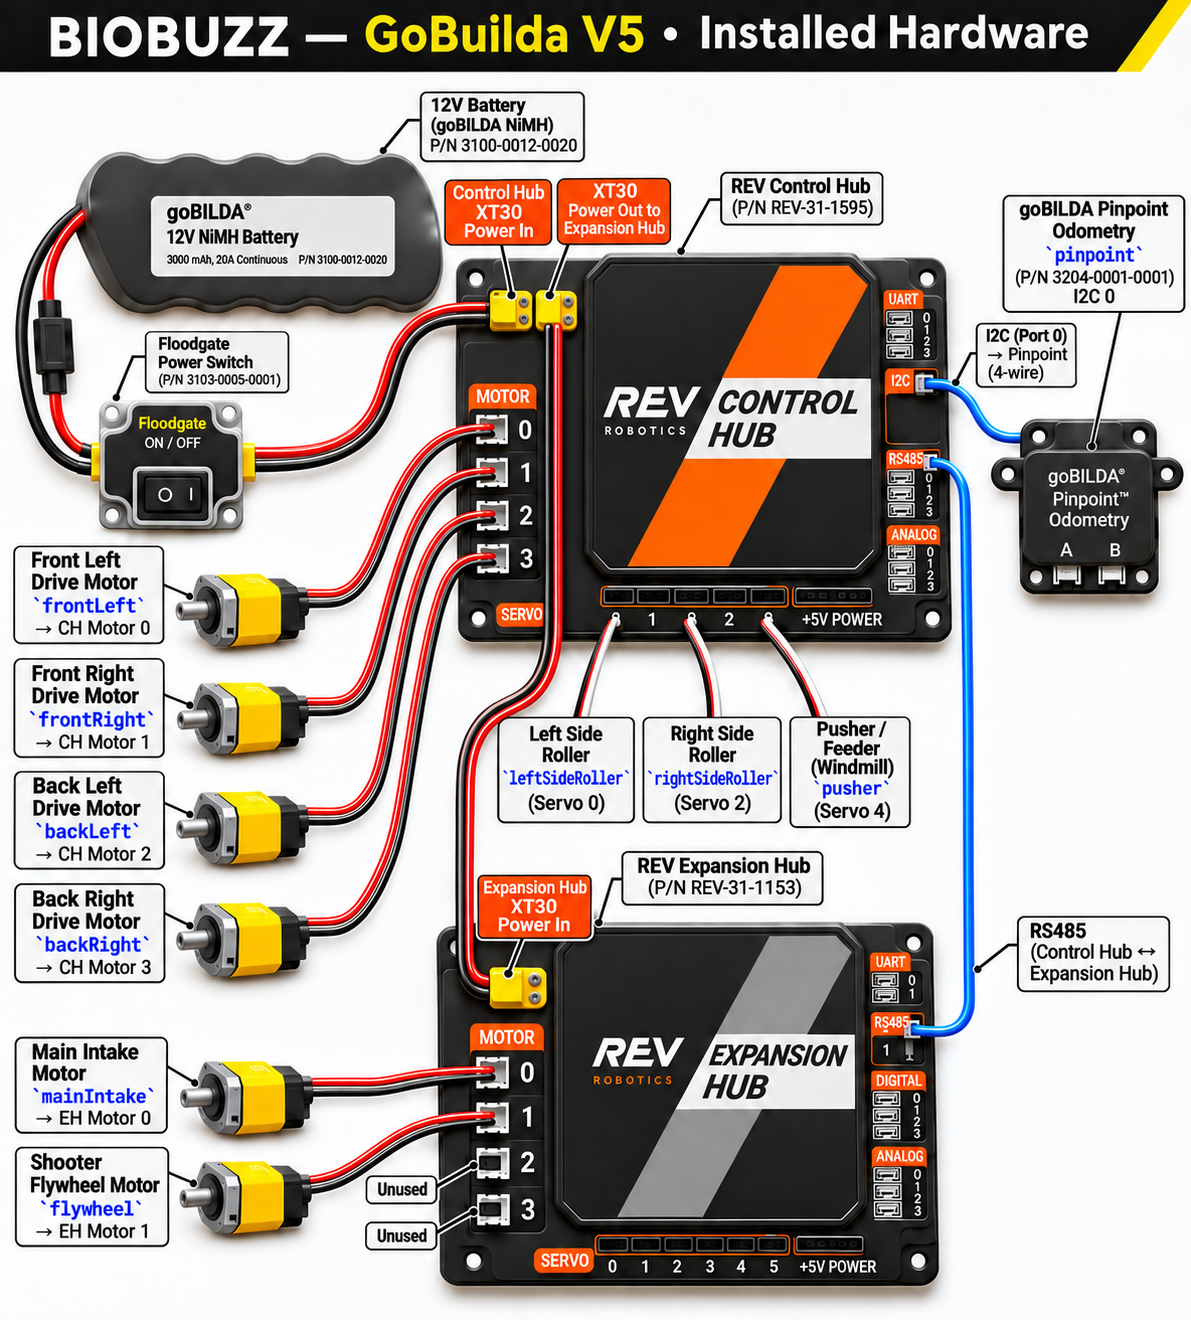 BIOBUZZ — GoBuilda V5 • Installed Hardware
12V Battery
(goBILDA NiMH)
P/N 3100-0012-0020
goBILDA®
12V NiMH Battery
3000 mAh, 20A Continuous P/N 3100-0012-0020
Control Hub
XT30
Power In
XT30
Power Out to
Expansion Hub
REV Control Hub
(P/N REV-31-1595)
goBILDA Pinpoint
Odometry
`pinpoint`
(P/N 3204-0001-0001)
I2C 0
Floodgate
Power Switch
(P/N 3103-0005-0001)
Floodgate
ON / OFF
O I
I2C (Port 0)
→ Pinpoint
(4-wire)
goBILDA®
Pinpoint™
Odometry
A B
MOTOR
0
1
2
3
SERVO
REV
ROBOTICS
CONTROL
HUB
UART
0
1
2
3
I2C
RS485
0
1
2
3
ANALOG
0
1
2
3
0 1 2 +5V POWER
Front Left
Drive Motor
`frontLeft`
→ CH Motor 0
Front Right
Drive Motor
`frontRight`
→ CH Motor 1
Back Left
Drive Motor
`backLeft`
→ CH Motor 2
Back Right
Drive Motor
`backRight`
→ CH Motor 3
Left Side
Roller
`leftSideRoller`
(Servo 0)
Right Side
Roller
`rightSideRoller`
(Servo 2)
Pusher /
Feeder
(Windmill)
`pusher`
(Servo 4)
REV Expansion Hub
(P/N REV-31-1153)
Expansion Hub
XT30
Power In
RS485
(Control Hub ↔
Expansion Hub)
MOTOR
0
1
2
3
Unused
Unused
REV
ROBOTICS
EXPANSION
HUB
UART
0
1
RS485
1
DIGITAL
0
1
2
3
ANALOG
0
1
2
3
SERVO
0 1 2 3 4 5 +5V POWER
Main Intake
Motor
`mainIntake`
→ EH Motor 0
Shooter
Flywheel Motor
`flywheel`
→ EH Motor 1